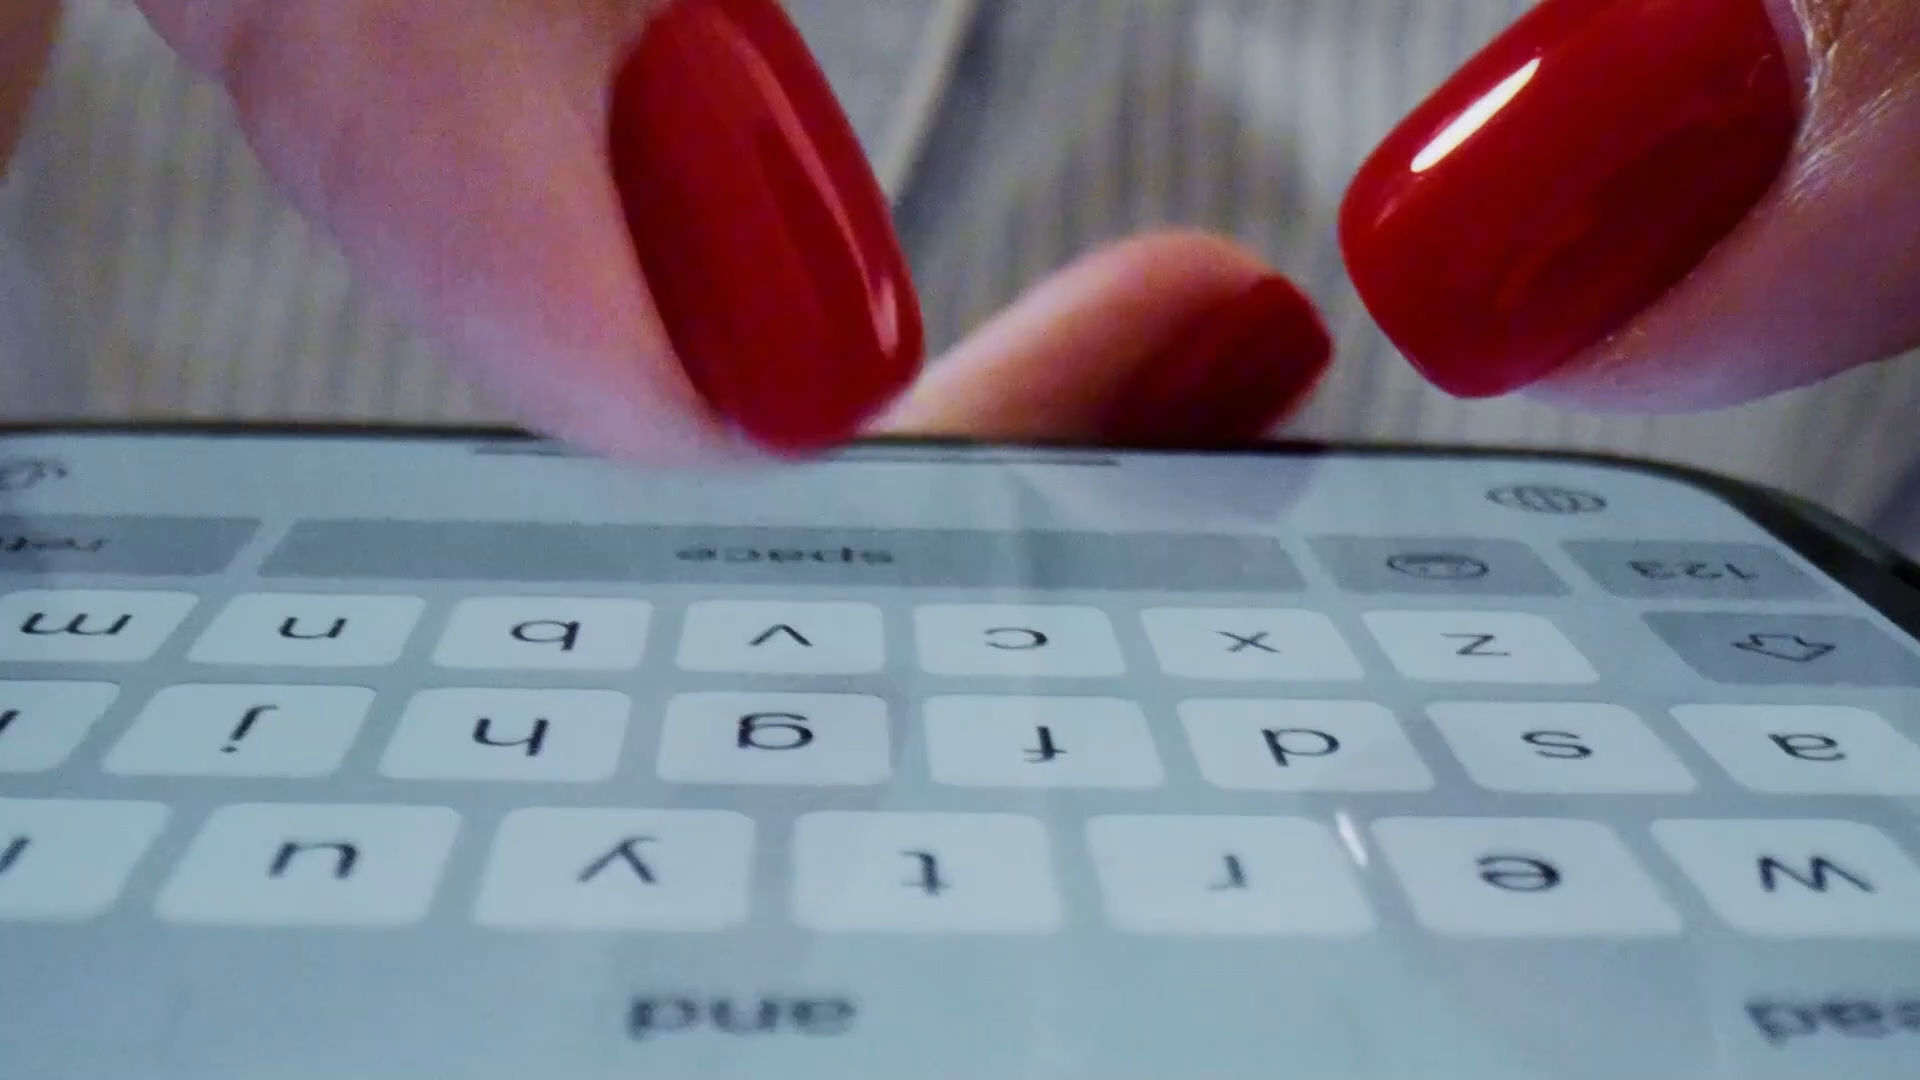 and
w e r t y u
a s d f g h j
z x c v b n m
123 space